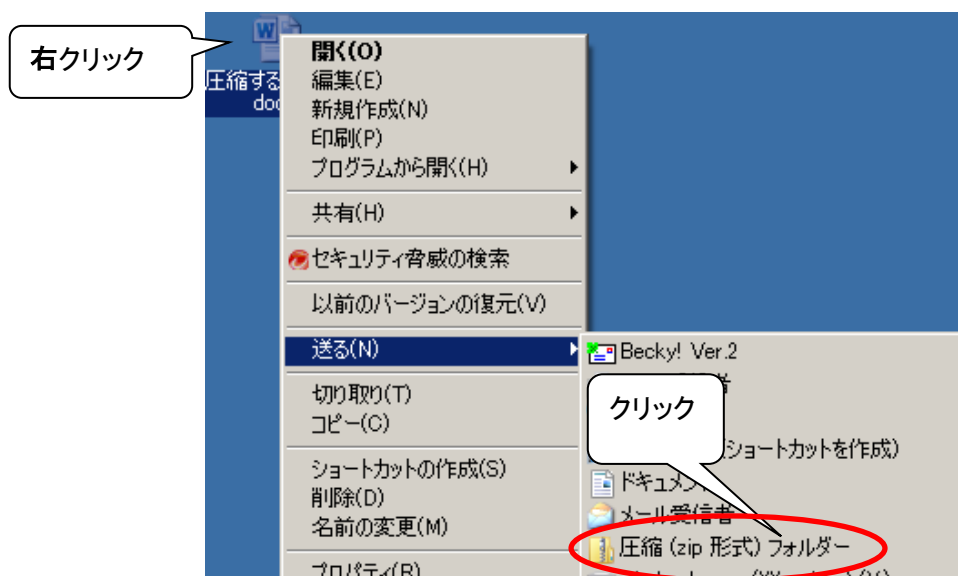 右クリック
圧縮する
doc
開く(O)
編集(E)
新規作成(N)
印刷(P)
プログラムから開く(H)
共有(H)
セキュリティ脅威の検索
以前のバージョンの復元(V)
送る(N)
切り取り(T)
コピー(C)
ショートカットの作成(S)
削除(D)
名前の変更(M)
プロパティ(R)
Becky! Ver.2
クリック
ショートカットを作成)
ドキュメント
メール受信者
圧縮 (zip 形式) フォルダー